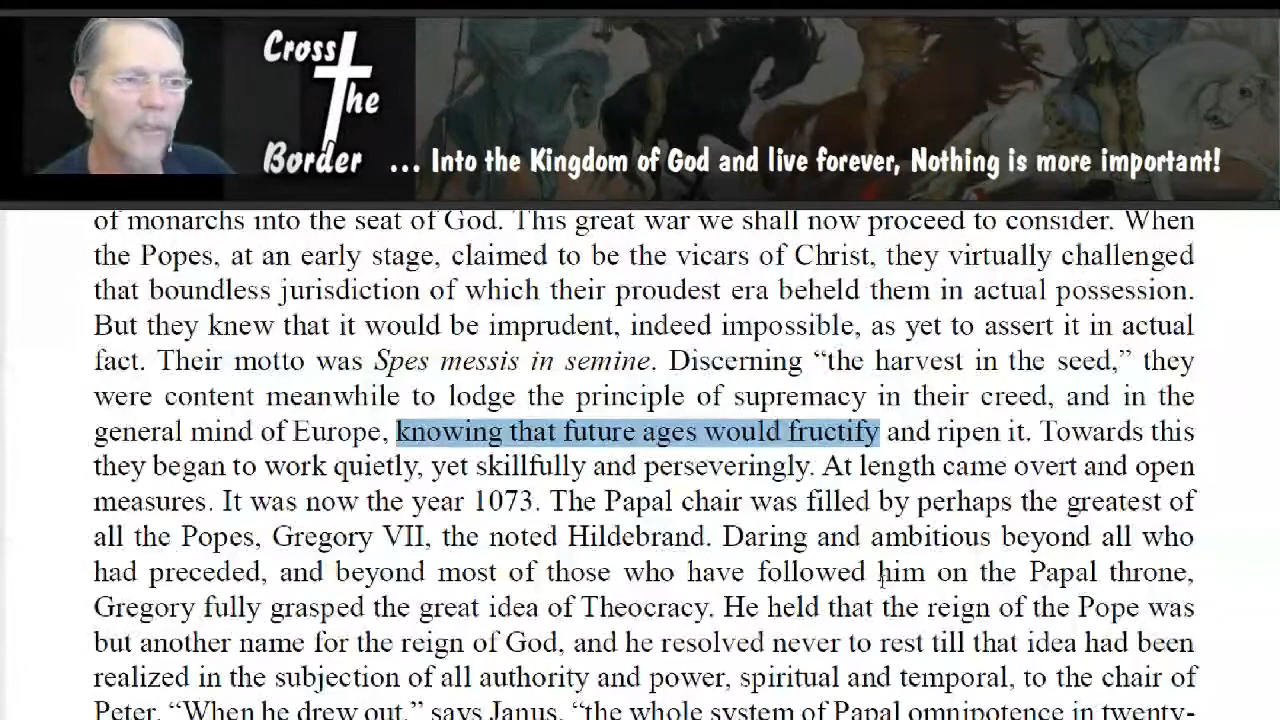 Cross
The
Border
... Into the Kingdom of God and live forever, Nothing is more important!
of monarchs into the seat of God. This great war we shall now proceed to consider. When
the Popes, at an early stage, claimed to be the vicars of Christ, they virtually challenged
that boundless jurisdiction of which their proudest era beheld them in actual possession.
But they knew that it would be imprudent, indeed impossible, as yet to assert it in actual
fact. Their motto was Spes messis in semine. Discerning “the harvest in the seed,” they
were content meanwhile to lodge the principle of supremacy in their creed, and in the
general mind of Europe, knowing that future ages would fructify and ripen it. Towards this
they began to work quietly, yet skillfully and perseveringly. At length came overt and open
measures. It was now the year 1073. The Papal chair was filled by perhaps the greatest of
all the Popes, Gregory VII, the noted Hildebrand. Daring and ambitious beyond all who
had preceded, and beyond most of those who have followed him on the Papal throne,
Gregory fully grasped the great idea of Theocracy. He held that the reign of the Pope was
but another name for the reign of God, and he resolved never to rest till that idea had been
realized in the subjection of all authority and power, spiritual and temporal, to the chair of
Peter. “When he drew out,” says Janus, “the whole system of Papal omnipotence in twenty-